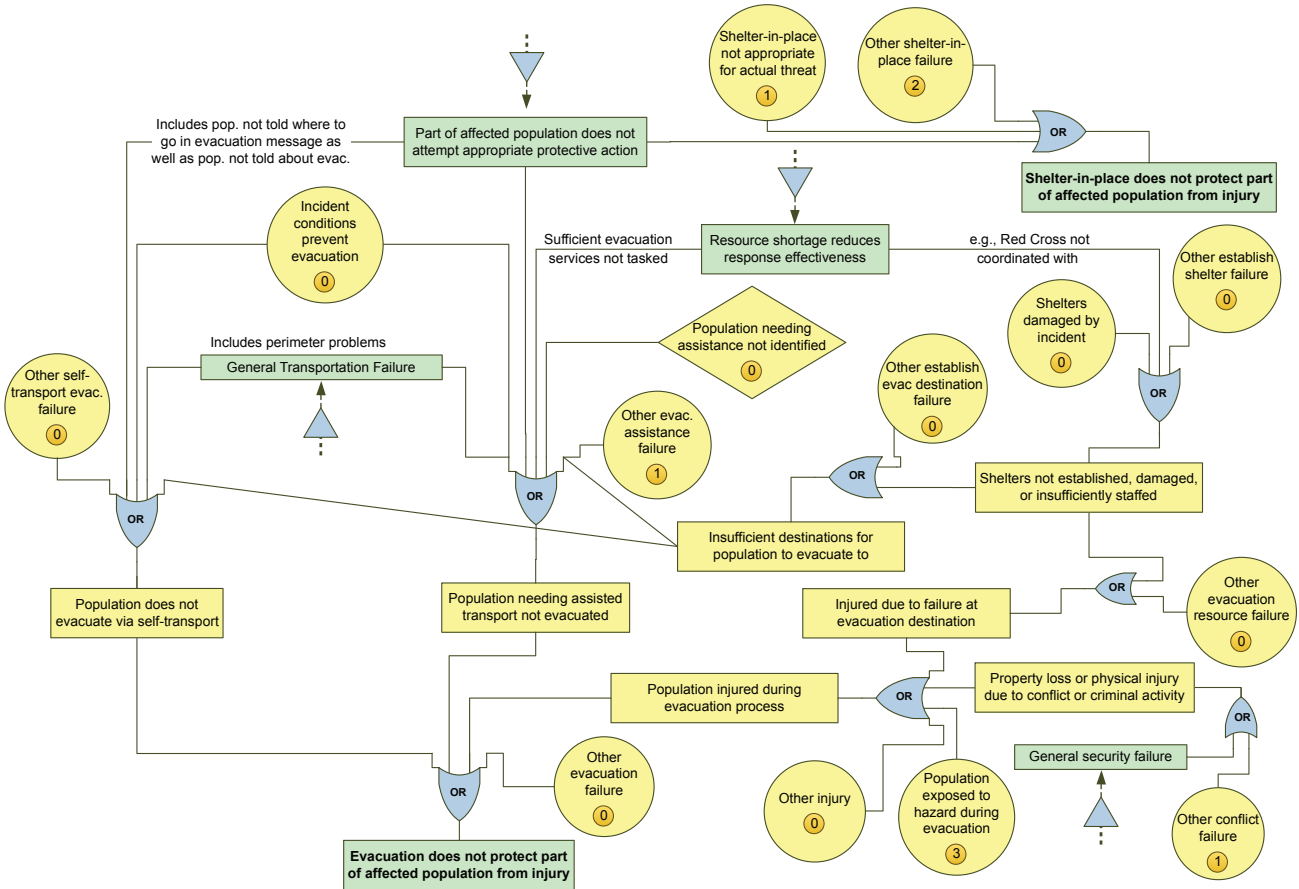 Shelter-in-place
not appropriate
for actual threat
1
Other shelter-in-
place failure
2
Includes pop. not told where to
go in evacuation message as
well as pop. not told about evac.
Part of affected population does not
attempt appropriate protective action
OR
Shelter-in-place does not protect part
of affected population from injury
Incident
conditions
prevent
evacuation
0
Sufficient evacuation
services not tasked
Resource shortage reduces
response effectiveness
e.g., Red Cross not
coordinated with
Other establish
shelter failure
0
Shelters
damaged by
incident
0
Population needing
assistance not identified
0
Includes perimeter problems
General Transportation Failure
Other self-
transport evac.
failure
0
Other establish
evac destination
failure
0
OR
Other evac.
assistance
failure
1
OR
Shelters not established, damaged,
or insufficiently staffed
OR
OR
Insufficient destinations for
population to evacuate to
Population does not
evacuate via self-transport
Population needing assisted
transport not evacuated
Injured due to failure at
evacuation destination
OR
Other
evacuation
resource failure
0
Population injured during
evacuation process
OR
Property loss or physical injury
due to conflict or criminal activity
OR
General security failure
Other
evacuation
failure
0
OR
Other injury
0
Population
exposed to
hazard during
evacuation
3
Other conflict
failure
1
Evacuation does not protect part
of affected population from injury